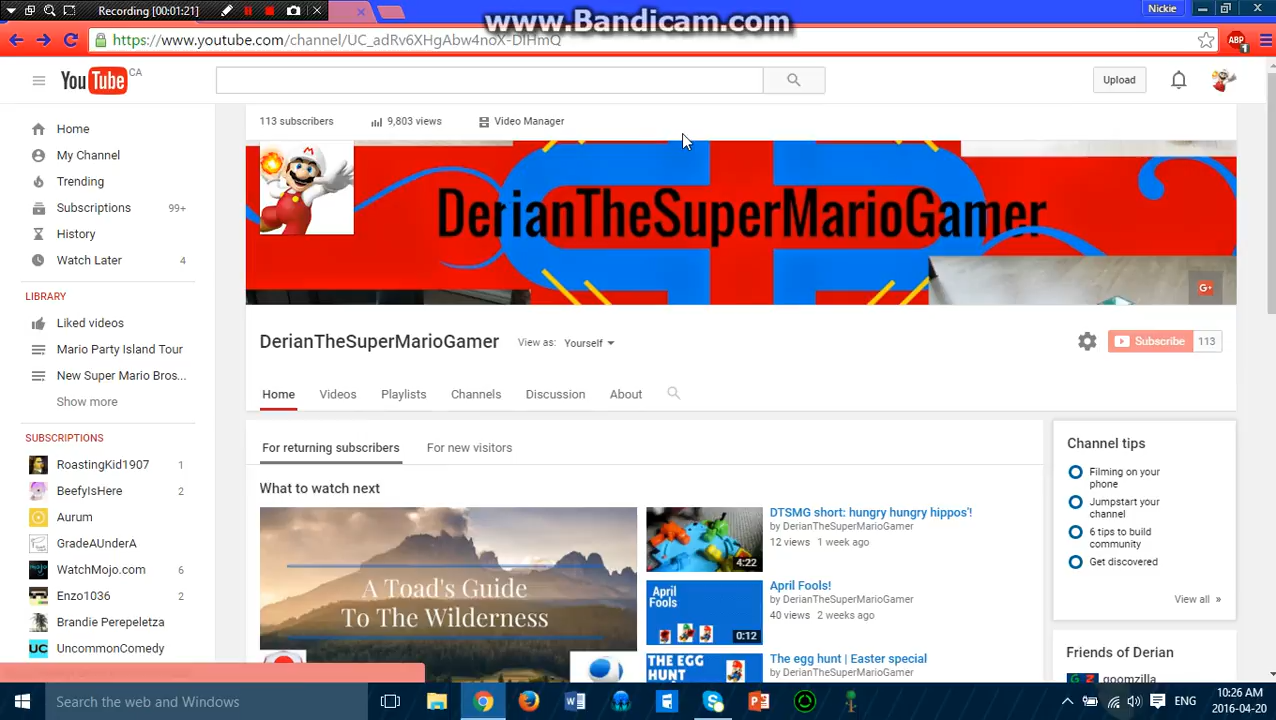 Recording [00:01:21]
www.Bandicam.com
Nickie
https://www.youtube.com/channel/UC_adRv6XHgAbw4noX-DIHmQ
ABP
1
YouTube CA
Upload
113 subscribers
9,803 views
Video Manager
Home
My Channel
Trending
Subscriptions 99+
History
Watch Later 4
LIBRARY
Liked videos
Mario Party Island Tour
New Super Mario Bros...
Show more
SUBSCRIPTIONS
RoastingKid1907 1
BeefyIsHere 2
Aurum
GradeAUnderA
WatchMojo.com 6
Enzo1036 2
Brandie Perepeletza
UC UncommonComedy
DerianTheSuperMarioGamer
G+
DerianTheSuperMarioGamer
View as: Yourself
Subscribe 113
Home Videos Playlists Channels Discussion About
For returning subscribers For new visitors
What to watch next
A Toad's Guide
To The Wilderness
4:22
DTSMG short: hungry hungry hippos'!
by DerianTheSuperMarioGamer
12 views 1 week ago
April
Fools
0:12
April Fools!
by DerianTheSuperMarioGamer
40 views 2 weeks ago
THE EGG
HUNT
The egg hunt | Easter special
by DerianTheSuperMarioGamer
Channel tips
Filming on your
phone
Jumpstart your
channel
6 tips to build
community
Get discovered
View all »
Friends of Derian
goomzilla
Search the web and Windows
ENG
10:26 AM
2016-04-20